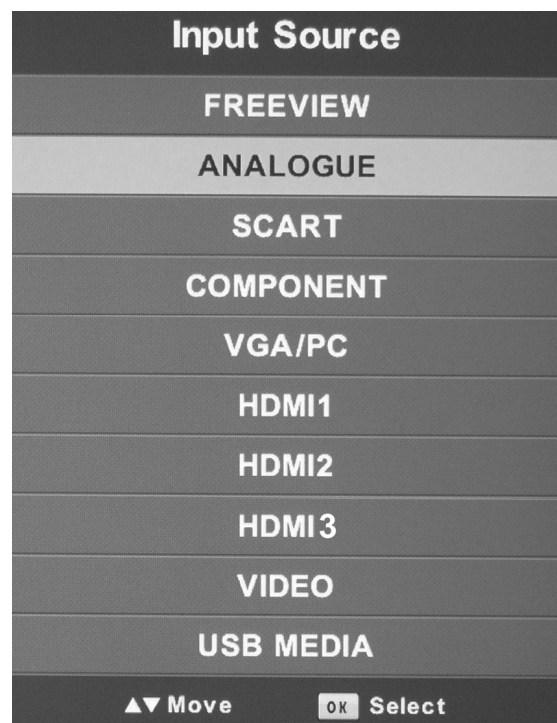 Input Source
FREEVIEW
ANALOGUE
SCART
COMPONENT
VGA/PC
HDMI1
HDMI2
HDMI3
VIDEO
USB MEDIA
▲▼ Move OK Select